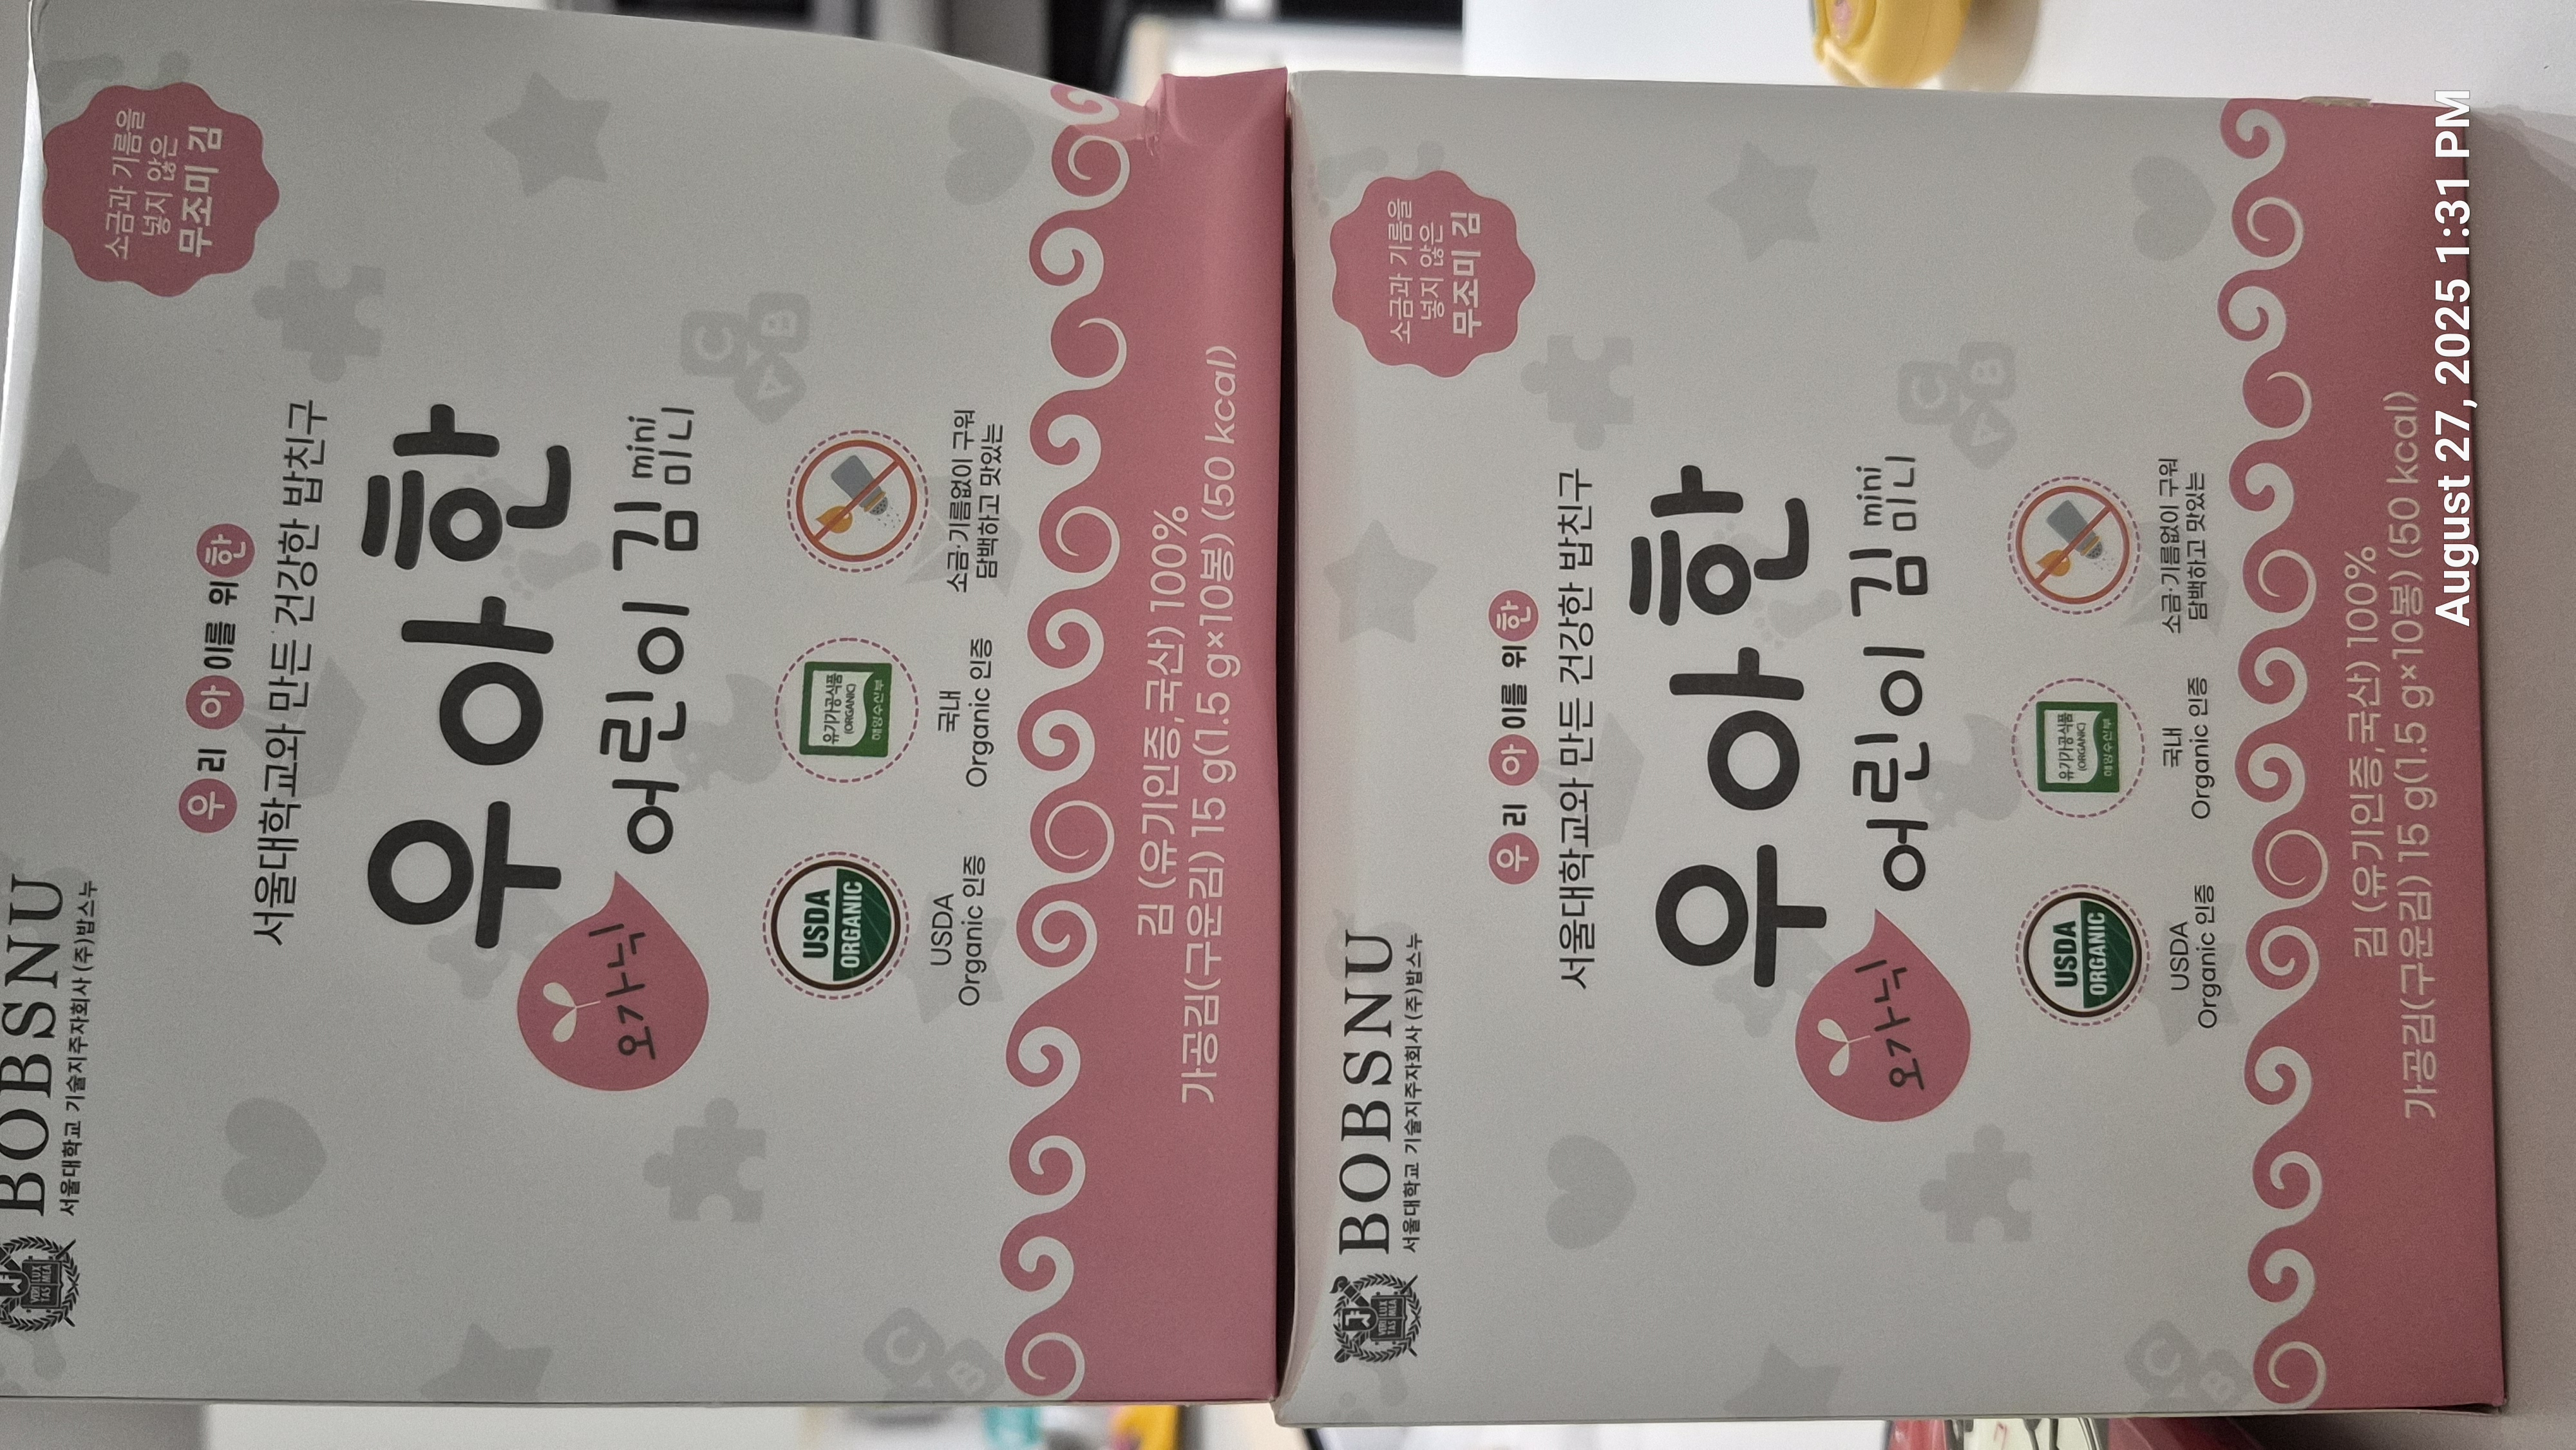 BOBSNU
서울대학교 기술지주자회사 (주)밥스누
소금과 기름을
넣지 않은
무조미 김
우리 아이를 위한
서울대학교와 만든 건강한 밥친구
우아한
오가닉
어린이 김 mini 미니
USDA
ORGANIC
USDA
Organic 인증
유기가공식품
(ORGANIC)
해양수산부
국내
Organic 인증
소금·기름없이 구워
담백하고 맛있는
김 (유기인증,국산) 100%
가공김(구운김) 15 g(1.5 g×10봉) (50 kcal)
BOBSNU
서울대학교 기술지주자회사 (주)밥스누
소금과 기름을
넣지 않은
무조미 김
우리 아이를 위한
서울대학교와 만든 건강한 밥친구
우아한
오가닉
어린이 김 mini 미니
USDA
ORGANIC
USDA
Organic 인증
유기가공식품
(ORGANIC)
해양수산부
국내
Organic 인증
소금·기름없이 구워
담백하고 맛있는
김 (유기인증,국산) 100%
가공김(구운김) 15 g(1.5 g×10봉) (50 kcal)
August 27, 2025 1:31 PM